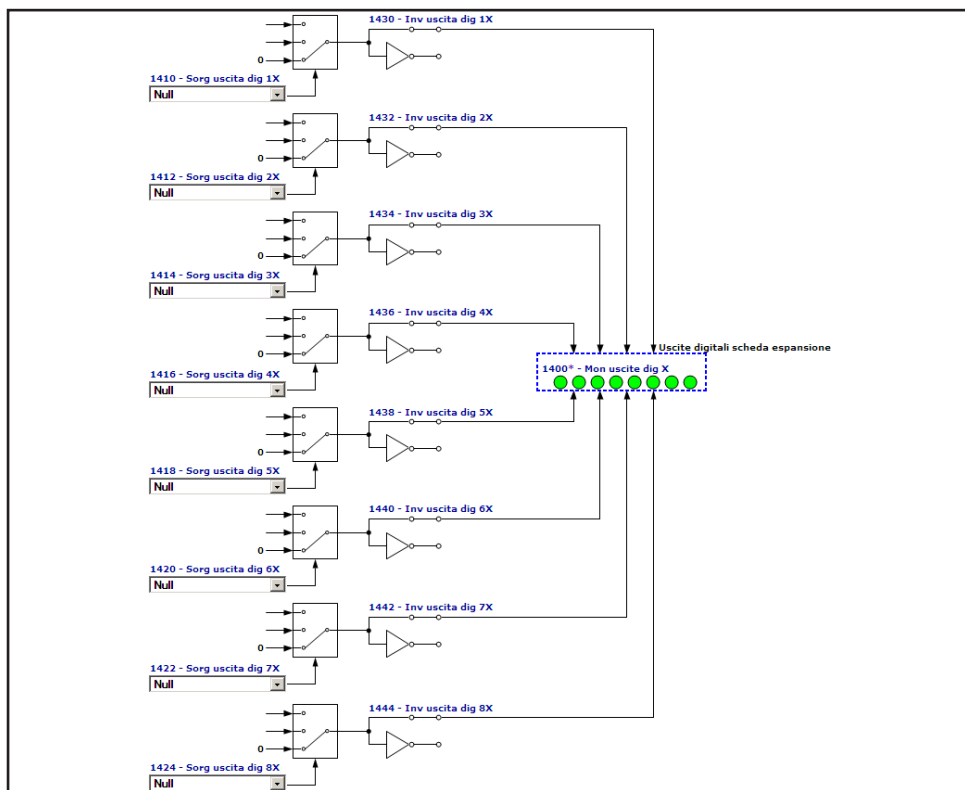 1430 - Inv uscita dig 1X
0
1410 - Sorg uscita dig 1X
Null
1432 - Inv uscita dig 2X
0
1412 - Sorg uscita dig 2X
Null
1434 - Inv uscita dig 3X
0
1414 - Sorg uscita dig 3X
Null
1436 - Inv uscita dig 4X
0
1416 - Sorg uscita dig 4X
Null
Uscite digitali scheda espansione
1400* - Mon uscite dig X
1438 - Inv uscita dig 5X
0
1418 - Sorg uscita dig 5X
Null
1440 - Inv uscita dig 6X
0
1420 - Sorg uscita dig 6X
Null
1442 - Inv uscita dig 7X
0
1422 - Sorg uscita dig 7X
Null
1444 - Inv uscita dig 8X
0
1424 - Sorg uscita dig 8X
Null